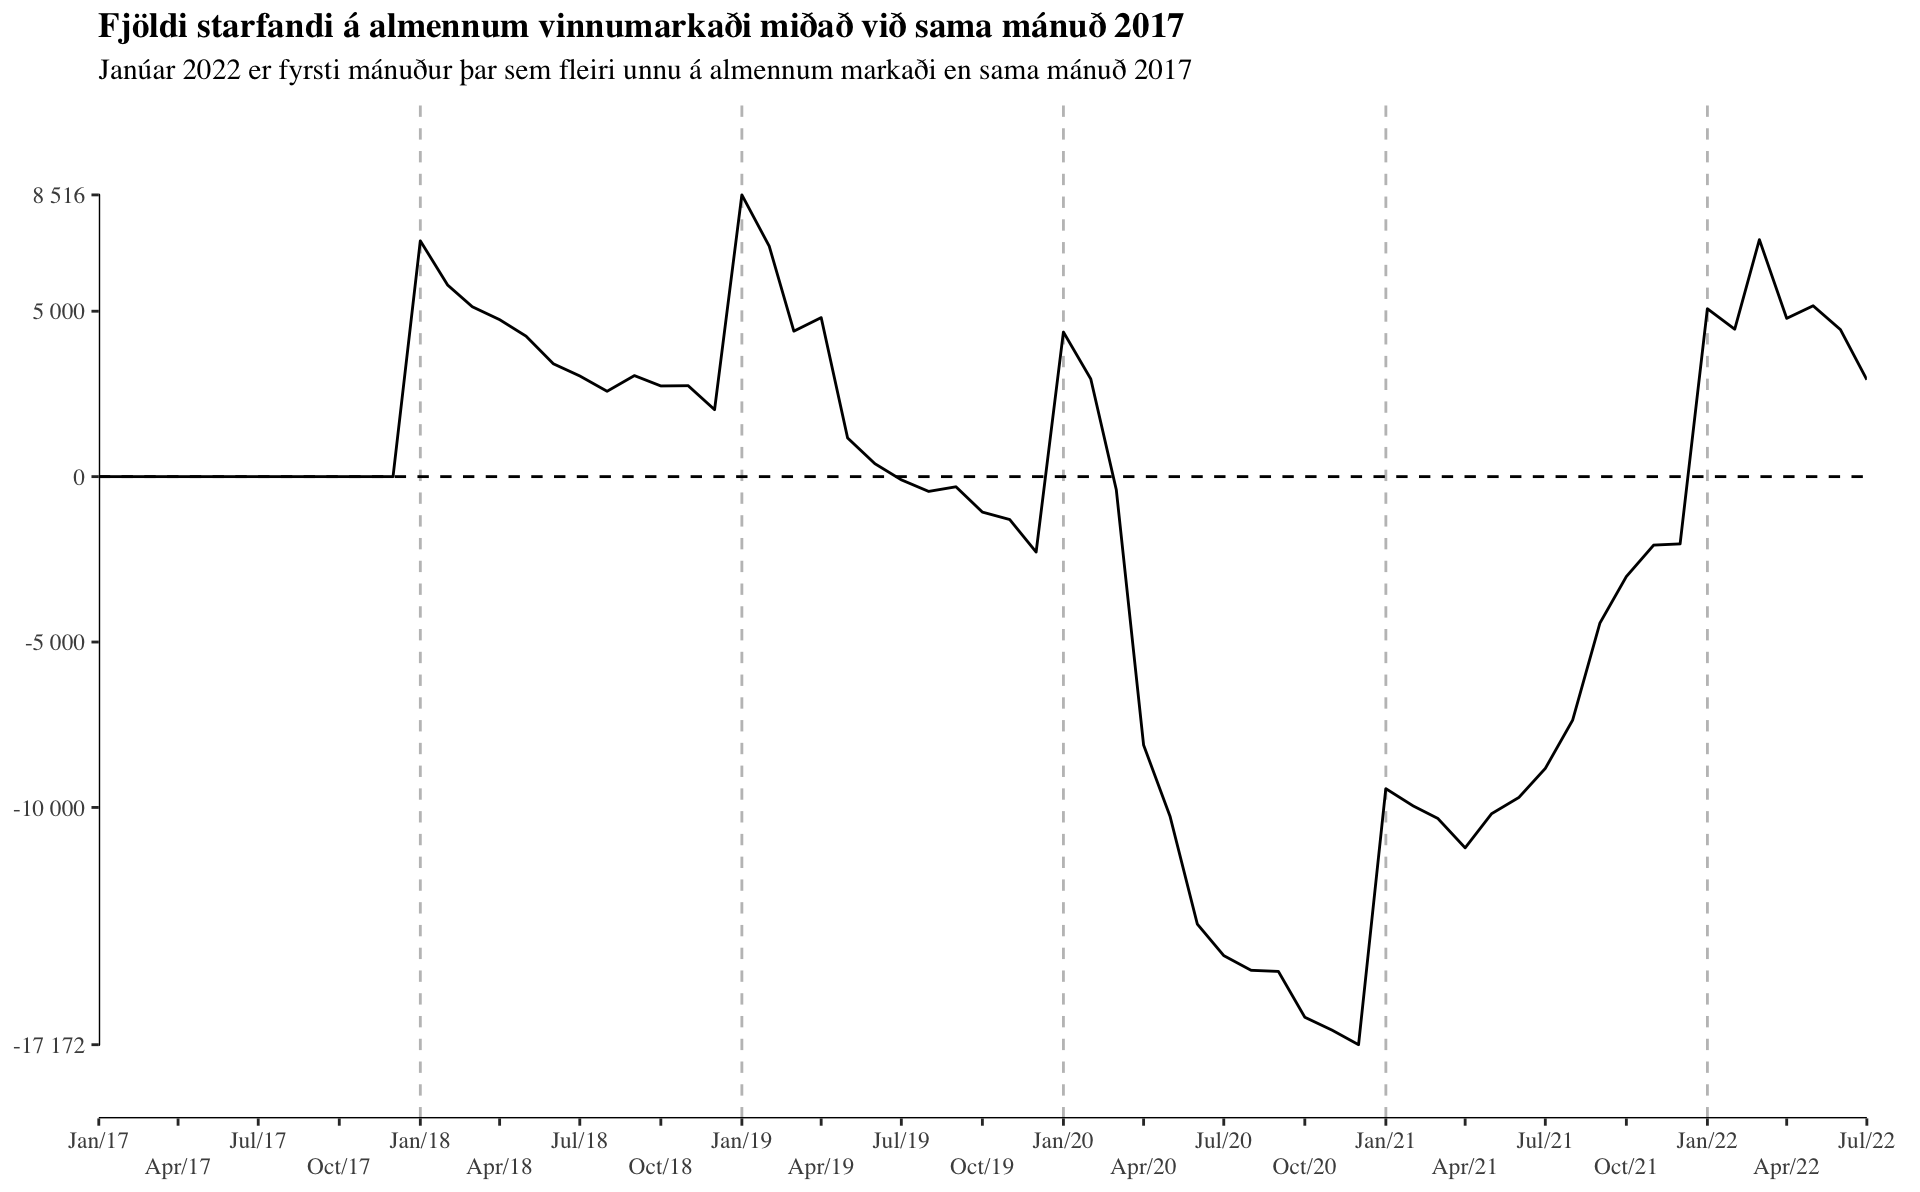 Fjöldi starfandi á almennum vinnumarkaði miðað við sama mánuð 2017
Janúar 2022 er fyrsti mánuður þar sem fleiri unnu á almennum markaði en sama mánuð 2017
8 516
5 000
0
-5 000
-10 000
-17 172
Jan/17 Jul/17 Jan/18 Jul/18 Jan/19 Jul/19 Jan/20 Jul/20 Jan/21 Jul/21 Jan/22 Jul/22
Apr/17 Oct/17 Apr/18 Oct/18 Apr/19 Oct/19 Apr/20 Oct/20 Apr/21 Oct/21 Apr/22